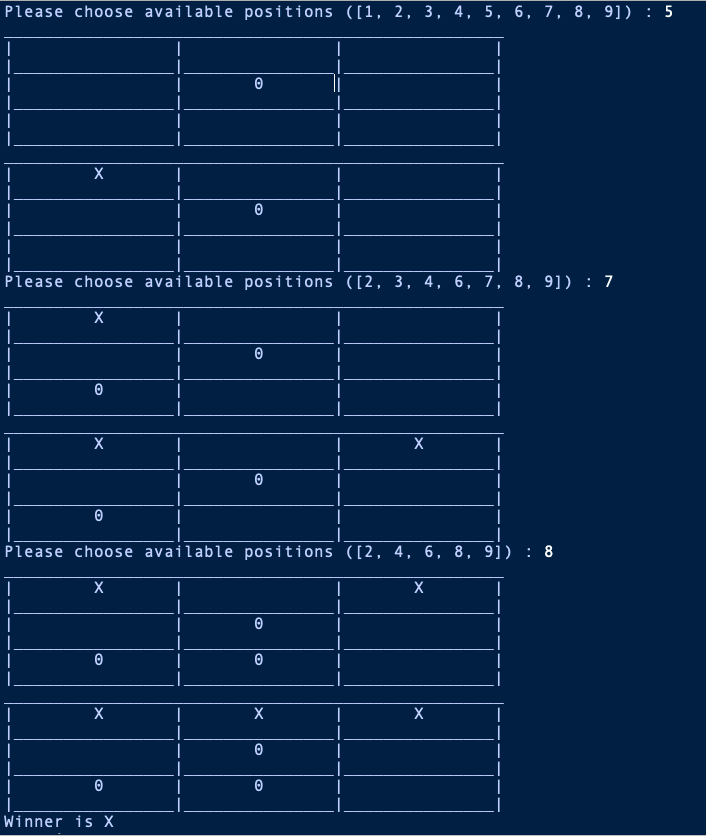 Please choose available positions ([1, 2, 3, 4, 5, 6, 7, 8, 9]) : 5
0
X
0
Please choose available positions ([2, 3, 4, 6, 7, 8, 9]) : 7
X
0
0
X X
0
0
Please choose available positions ([2, 4, 6, 8, 9]) : 8
X X
0
0 0
X X X
0
0 0
Winner is X